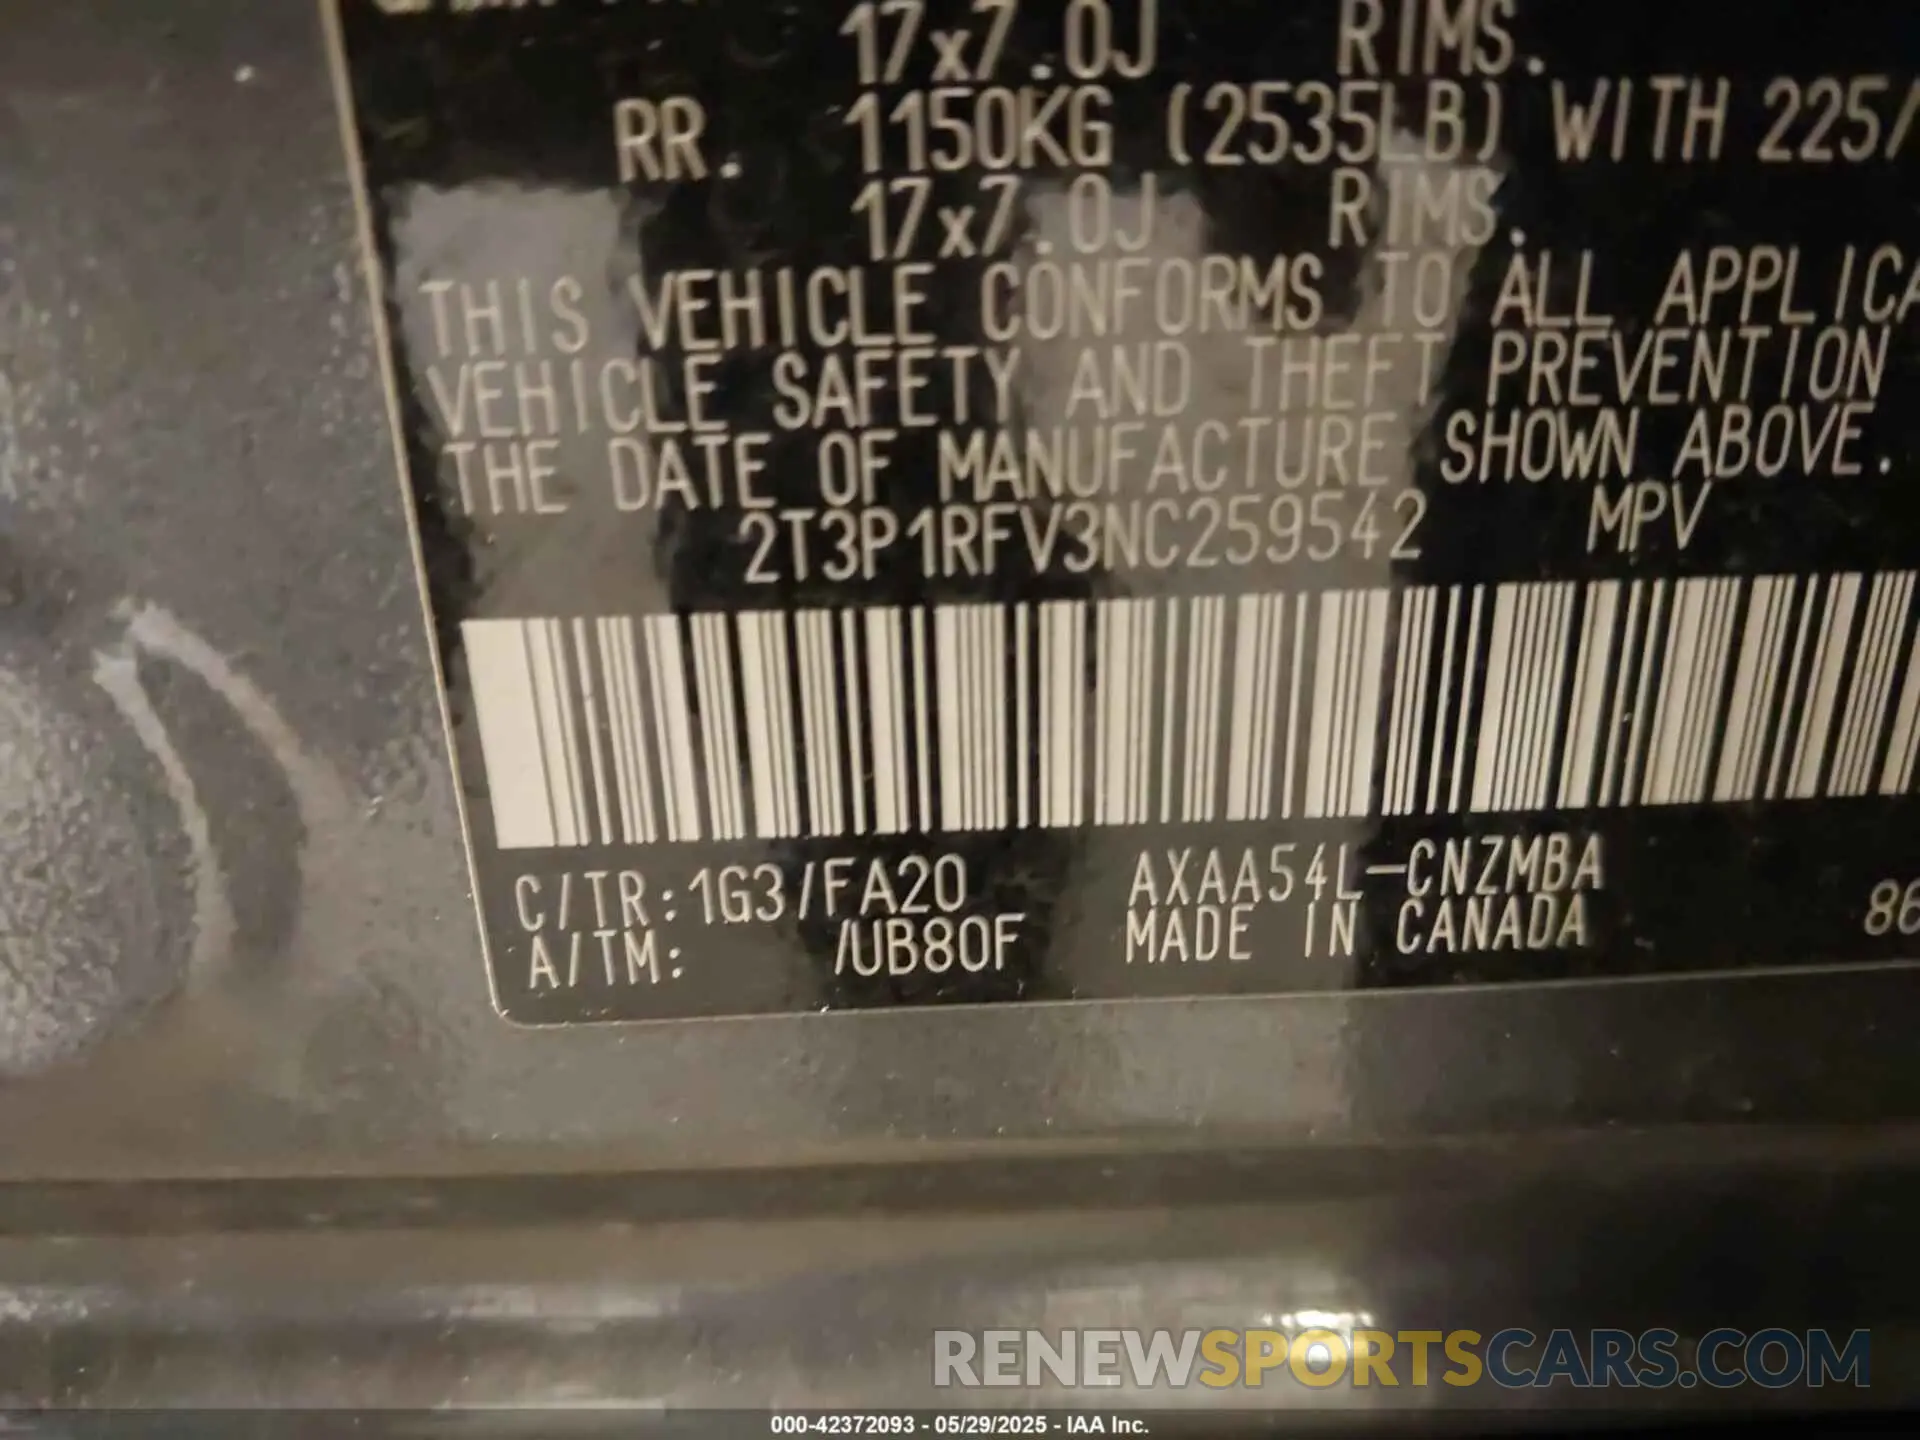 17x7.0J RIMS.
RR. 1150KG (2535LB) WITH 225/
17x7.0J RIMS.
THIS VEHICLE CONFORMS TO ALL APPLICA
VEHICLE SAFETY AND THEFT PREVENTION
THE DATE OF MANUFACTURE SHOWN ABOVE.
2T3P1RFV3NC259542 MPV
C/TR:1G3/FA20 AXAA54L-CNZMBA
A/TM: /UB80F MADE IN CANADA 86
RENEWSPORTSCARS.COM
000-42372093 - 05/29/2025 - IAA Inc.